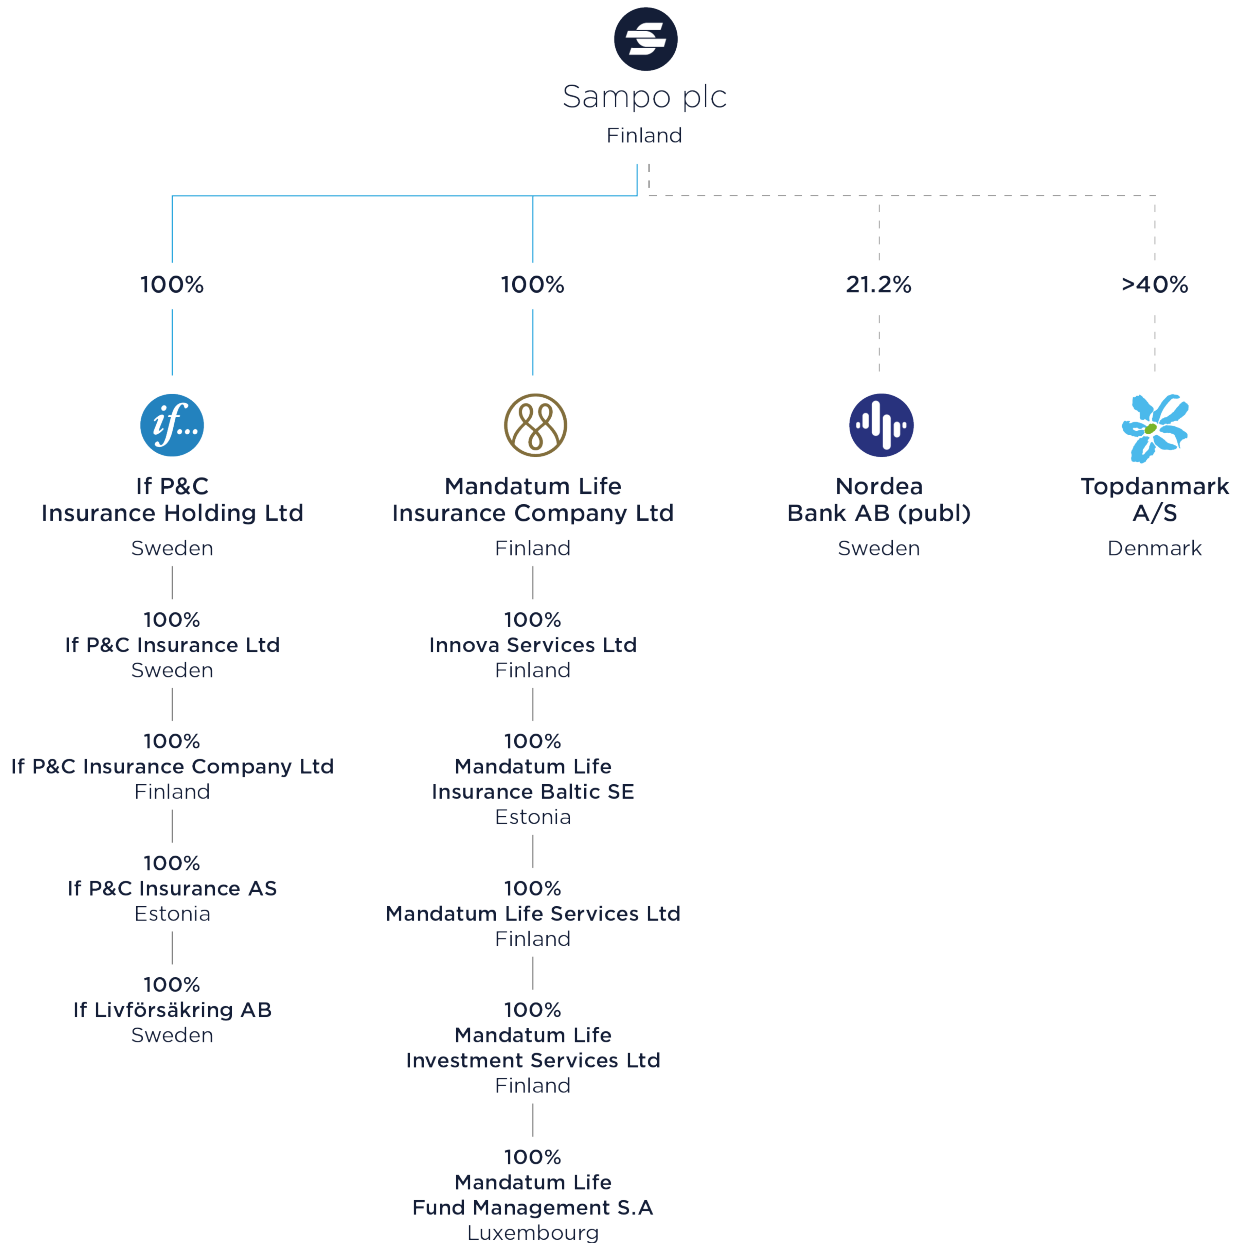 Sampo plc
Finland
100%
100%
21.2%
>40%
if...
If P&C
Insurance Holding Ltd
Sweden
100%
If P&C Insurance Ltd
Sweden
100%
If P&C Insurance Company Ltd
Finland
100%
If P&C Insurance AS
Estonia
100%
If Livförsäkring AB
Sweden
Mandatum Life
Insurance Company Ltd
Finland
100%
Innova Services Ltd
Finland
100%
Mandatum Life
Insurance Baltic SE
Estonia
100%
Mandatum Life Services Ltd
Finland
100%
Mandatum Life
Investment Services Ltd
Finland
100%
Mandatum Life
Fund Management S.A
Luxembourg
Nordea
Bank AB (publ)
Sweden
Topdanmark
A/S
Denmark